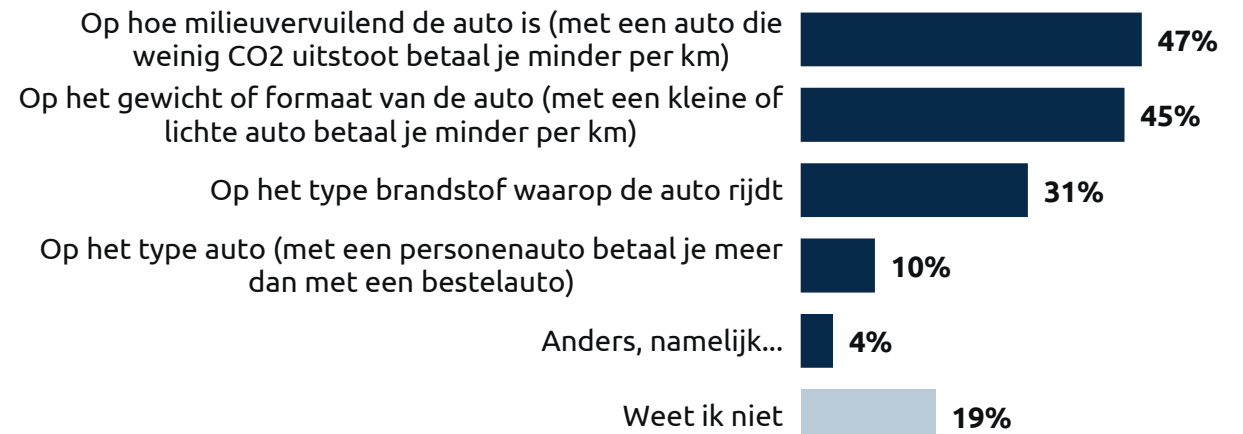 Op hoe milieuvervuilend de auto is (met een auto die
weinig CO2 uitstoot betaal je minder per km)
47%
Op het gewicht of formaat van de auto (met een kleine of
lichte auto betaal je minder per km)
45%
Op het type brandstof waarop de auto rijdt
31%
Op het type auto (met een personenauto betaal je meer
dan met een bestelauto)
10%
Anders, namelijk...
4%
Weet ik niet
19%